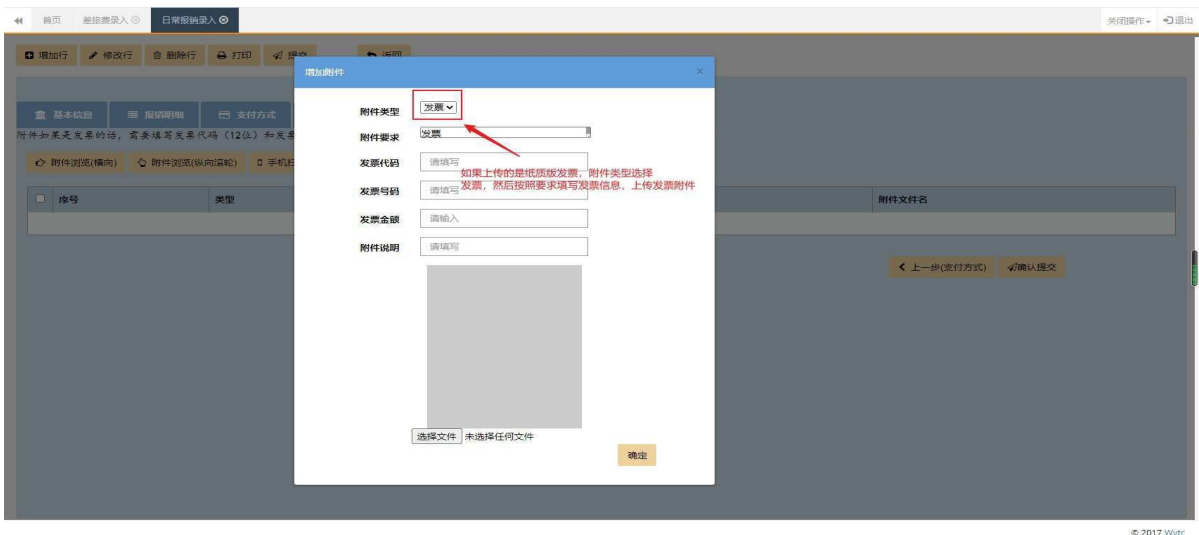 首页 差旅费录入 日常报销录入 关闭操作 退出
增加行 修改行 删除行 打印 提交 返回
增加附件 ×
基本信息 报销明细 支付方式
附件如果是发票的话，需要填写发票代码（12位）和发票
附件浏览(横向) 附件浏览(纵向滚轮) 手机扫
序号 类型 附件文件名
附件类型 发票
附件要求 发票
发票代码 请填写
如果上传的是纸质版发票，附件类型选择
发票，然后按照要求填写发票信息，上传发票附件
发票号码 请填写
发票金额 请输入
附件说明 请填写
上一步(支付方式) 确认提交
选择文件 未选择任何文件
确定
© 2017 Wytc